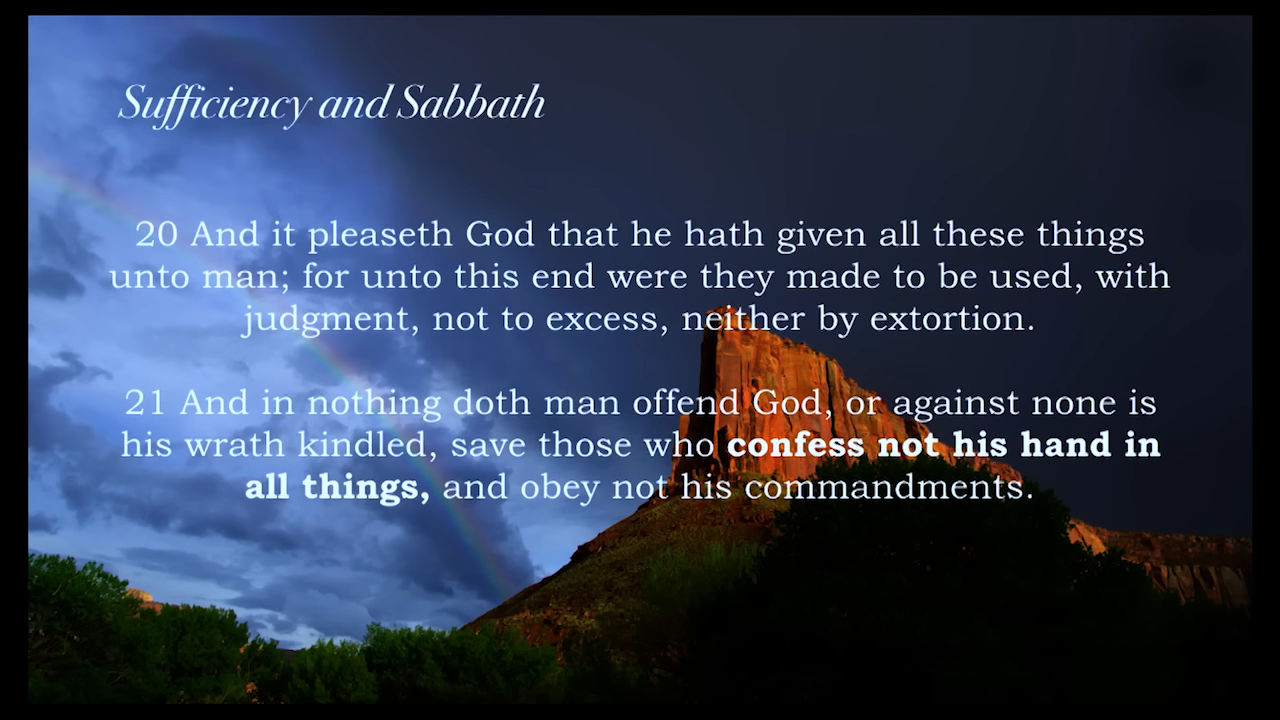 Sufficiency and Sabbath
20 And it pleaseth God that he hath given all these things
unto man; for unto this end were they made to be used, with
judgment, not to excess, neither by extortion.
21 And in nothing doth man offend God, or against none is
his wrath kindled, save those who confess not his hand in
all things, and obey not his commandments.